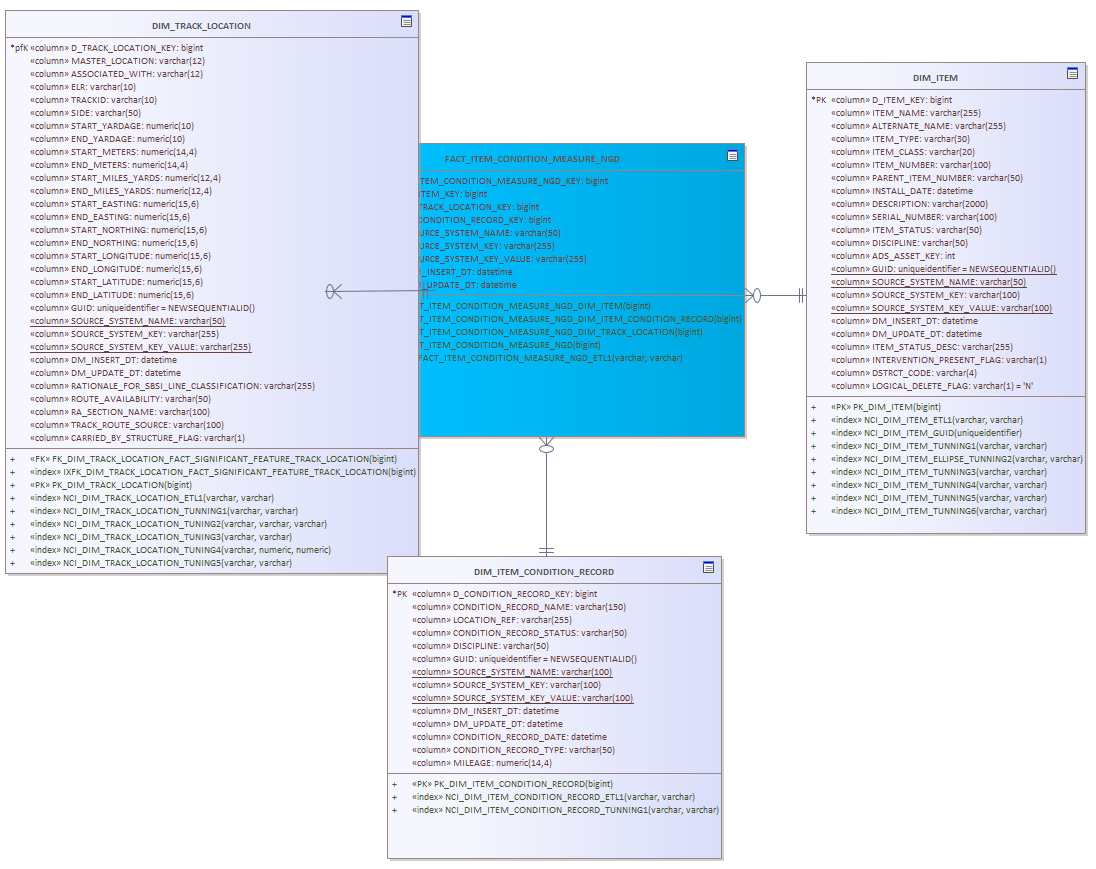 DIM_TRACK_LOCATION
*pfK «column» D_TRACK_LOCATION_KEY: bigint
«column» MASTER_LOCATION: varchar(12)
«column» ASSOCIATED_WITH: varchar(12)
«column» ELR: varchar(10)
«column» TRACKID: varchar(10)
«column» SIDE: varchar(50)
«column» START_YARDAGE: numeric(10)
«column» END_YARDAGE: numeric(10)
«column» START_METERS: numeric(14,4)
«column» END_METERS: numeric(14,4)
«column» START_MILES_YARDS: numeric(12,4)
«column» END_MILES_YARDS: numeric(12,4)
«column» START_EASTING: numeric(15,6)
«column» END_EASTING: numeric(15,6)
«column» START_NORTHING: numeric(15,6)
«column» END_NORTHING: numeric(15,6)
«column» START_LONGITUDE: numeric(15,6)
«column» END_LONGITUDE: numeric(15,6)
«column» START_LATITUDE: numeric(15,6)
«column» END_LATITUDE: numeric(15,6)
«column» GUID: uniqueidentifier = NEWSEQUENTIALID()
«column» SOURCE_SYSTEM_NAME: varchar(50)
«column» SOURCE_SYSTEM_KEY: varchar(255)
«column» SOURCE_SYSTEM_KEY_VALUE: varchar(255)
«column» DM_INSERT_DT: datetime
«column» DM_UPDATE_DT: datetime
«column» RATIONALE_FOR_SBSI_LINE_CLASSIFICATION: varchar(255)
«column» ROUTE_AVAILABILITY: varchar(50)
«column» RA_SECTION_NAME: varchar(100)
«column» TRACK_ROUTE_SOURCE: varchar(100)
«column» CARRIED_BY_STRUCTURE_FLAG: varchar(1)
+ «FK» FK_DIM_TRACK_LOCATION_FACT_SIGNIFICANT_FEATURE_TRACK_LOCATION(bigint)
+ «index» IXFK_DIM_TRACK_LOCATION_FACT_SIGNIFICANT_FEATURE_TRACK_LOCATION(bigint)
+ «PK» PK_DIM_TRACK_LOCATION(bigint)
+ «index» NCI_DIM_TRACK_LOCATION_ETL1(varchar, varchar)
+ «index» NCI_DIM_TRACK_LOCATION_TUNNING1(varchar, varchar)
+ «index» NCI_DIM_TRACK_LOCATION_TUNING2(varchar, varchar, varchar)
+ «index» NCI_DIM_TRACK_LOCATION_TUNING3(varchar, varchar)
+ «index» NCI_DIM_TRACK_LOCATION_TUNING4(varchar, numeric, numeric)
+ «index» NCI_DIM_TRACK_LOCATION_TUNING5(varchar, varchar)
FACT_ITEM_CONDITION_MEASURE_NGD
TEM_CONDITION_MEASURE_NGD_KEY: bigint
TEM_KEY: bigint
TRACK_LOCATION_KEY: bigint
CONDITION_RECORD_KEY: bigint
URCE_SYSTEM_NAME: varchar(50)
URCE_SYSTEM_KEY: varchar(255)
URCE_SYSTEM_KEY_VALUE: varchar(255)
_INSERT_DT: datetime
_UPDATE_DT: datetime
T_ITEM_CONDITION_MEASURE_NGD_DIM_ITEM(bigint)
T_ITEM_CONDITION_MEASURE_NGD_DIM_ITEM_CONDITION_RECORD(bigint)
T_ITEM_CONDITION_MEASURE_NGD_DIM_TRACK_LOCATION(bigint)
T_ITEM_CONDITION_MEASURE_NGD(bigint)
FACT_ITEM_CONDITION_MEASURE_NGD_ETL1(varchar, varchar)
DIM_ITEM
*PK «column» D_ITEM_KEY: bigint
«column» ITEM_NAME: varchar(255)
«column» ALTERNATE_NAME: varchar(255)
«column» ITEM_TYPE: varchar(30)
«column» ITEM_CLASS: varchar(20)
«column» ITEM_NUMBER: varchar(100)
«column» PARENT_ITEM_NUMBER: varchar(50)
«column» INSTALL_DATE: datetime
«column» DESCRIPTION: varchar(2000)
«column» SERIAL_NUMBER: varchar(100)
«column» ITEM_STATUS: varchar(50)
«column» DISCIPLINE: varchar(50)
«column» ADS_ASSET_KEY: int
«column» GUID: uniqueidentifier = NEWSEQUENTIALID()
«column» SOURCE_SYSTEM_NAME: varchar(50)
«column» SOURCE_SYSTEM_KEY: varchar(100)
«column» SOURCE_SYSTEM_KEY_VALUE: varchar(100)
«column» DM_INSERT_DT: datetime
«column» DM_UPDATE_DT: datetime
«column» ITEM_STATUS_DESC: varchar(255)
«column» INTERVENTION_PRESENT_FLAG: varchar(1)
«column» DSTRCT_CODE: varchar(4)
«column» LOGICAL_DELETE_FLAG: varchar(1) = 'N'
+ «PK» PK_DIM_ITEM(bigint)
+ «index» NCI_DIM_ITEM_ETL1(varchar, varchar)
+ «index» NCI_DIM_ITEM_GUID(uniqueidentifier)
+ «index» NCI_DIM_ITEM_TUNNING1(varchar, varchar)
+ «index» NCI_DIM_ITEM_ELLIPSE_TUNNING2(varchar, varchar)
+ «index» NCI_DIM_ITEM_TUNNING3(varchar, varchar)
+ «index» NCI_DIM_ITEM_TUNNING4(varchar, varchar)
+ «index» NCI_DIM_ITEM_TUNNING5(varchar, varchar)
+ «index» NCI_DIM_ITEM_TUNNING6(varchar, varchar)
DIM_ITEM_CONDITION_RECORD
*PK «column» D_CONDITION_RECORD_KEY: bigint
«column» CONDITION_RECORD_NAME: varchar(150)
«column» LOCATION_REF: varchar(255)
«column» CONDITION_RECORD_STATUS: varchar(50)
«column» DISCIPLINE: varchar(50)
«column» GUID: uniqueidentifier = NEWSEQUENTIALID()
«column» SOURCE_SYSTEM_NAME: varchar(100)
«column» SOURCE_SYSTEM_KEY: varchar(100)
«column» SOURCE_SYSTEM_KEY_VALUE: varchar(100)
«column» DM_INSERT_DT: datetime
«column» DM_UPDATE_DT: datetime
«column» CONDITION_RECORD_DATE: datetime
«column» CONDITION_RECORD_TYPE: varchar(50)
«column» MILEAGE: numeric(14,4)
+ «PK» PK_DIM_ITEM_CONDITION_RECORD(bigint)
+ «index» NCI_DIM_ITEM_CONDITION_RECORD_ETL1(varchar, varchar)
+ «index» NCI_DIM_ITEM_CONDITION_RECORD_TUNNING1(varchar, varchar)